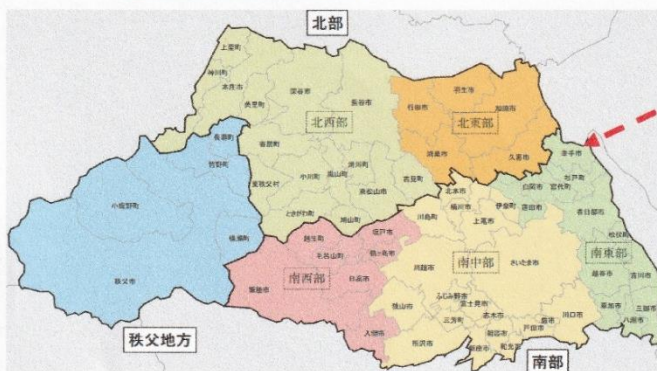 北部
上里町
神川町
本庄市
美里町
深谷市
熊谷市
行田市
羽生市
加須市
北西部
北東部
長瀞町
皆野町
寄居町
鴻巣市
久喜市
幸手市
東秩父村
小川町
嵐山町
滑川町
吉見町
東松山市
ときがわ町
鳩山町
北本市
桶川市
上尾市
伊奈町
白岡市
宮代町
杉戸町
蓮田市
春日部市
小鹿野町
横瀬町
秩父市
越生町
毛呂山町
坂戸市
鶴ヶ島市
日高市
飯能市
入間市
南西部
川島町
川越市
南中部
さいたま市
南東部
松伏町
越谷市
吉川市
草加市
三郷市
八潮市
狭山市
ふじみ野市
富士見市
三芳町
志木市
所沢市
新座市
朝霞市
和光市
戸田市
蕨市
川口市
秩父地方
南部